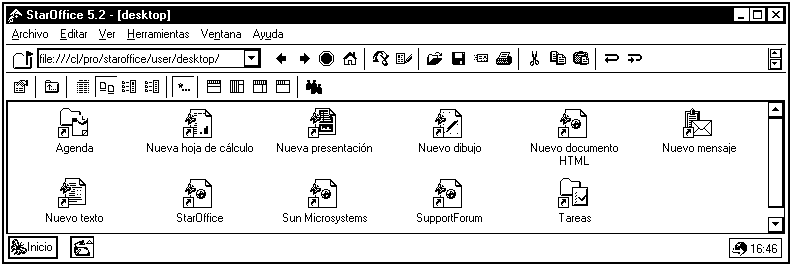 StarOffice 5.2 - [desktop]
Archivo Editar Ver Herramientas Ventana Ayuda
file:///c|/pro/staroffice/user/desktop/
*...
Agenda Nueva hoja de cálculo Nueva presentación Nuevo dibujo Nuevo documento HTML Nuevo mensaje
Nuevo texto StarOffice Sun Microsystems SupportForum Tareas
Inicio 16:46